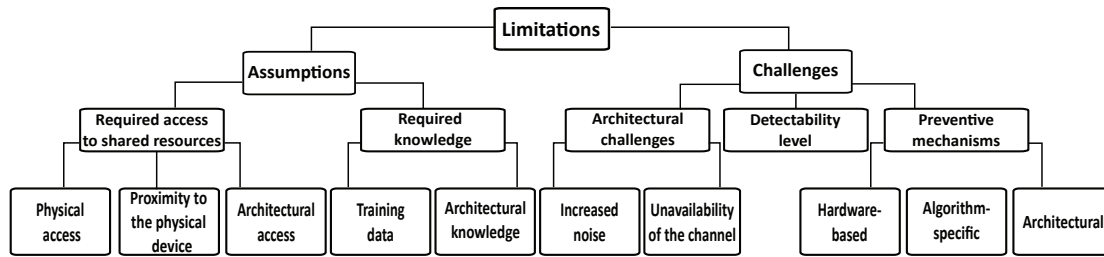 Limitations
Assumptions
Challenges
Required access
to shared resources
Required
knowledge
Architectural
challenges
Detectability
level
Preventive
mechanisms
Physical
access
Proximity to
the physical
device
Architectural
access
Training
data
Architectural
knowledge
Increased
noise
Unavailability
of the channel
Hardware-
based
Algorithm-
specific
Architectural